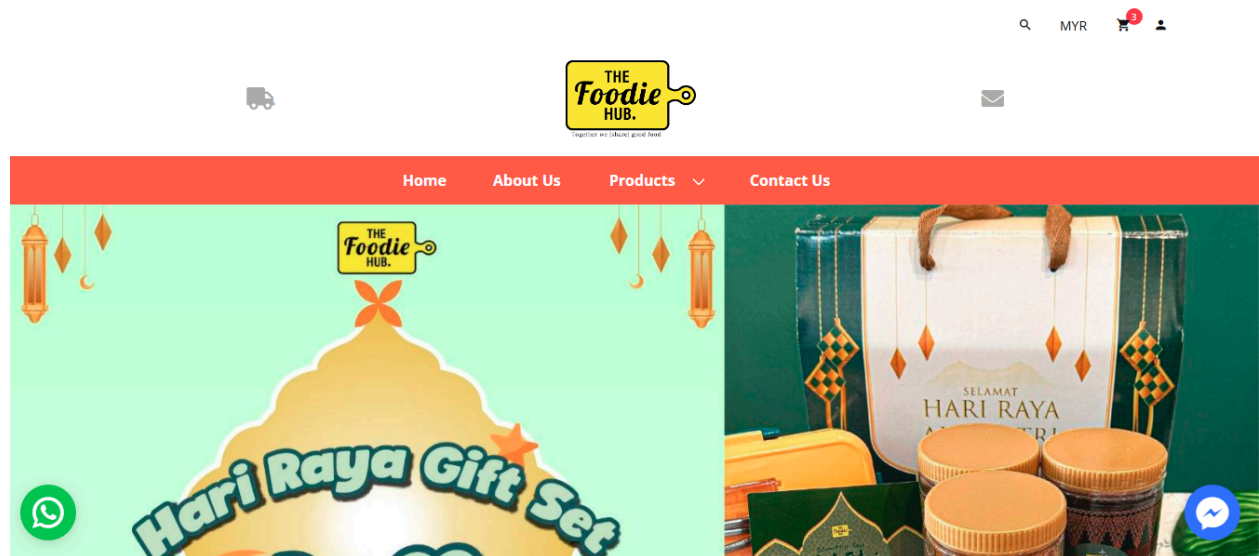 MYR
3
THE
Foodie
HUB.
Together we [share] good food
Home
About Us
Products
Contact Us
THE
Foodie
HUB.
Hari Raya Gift Set
SELAMAT
HARI RAYA